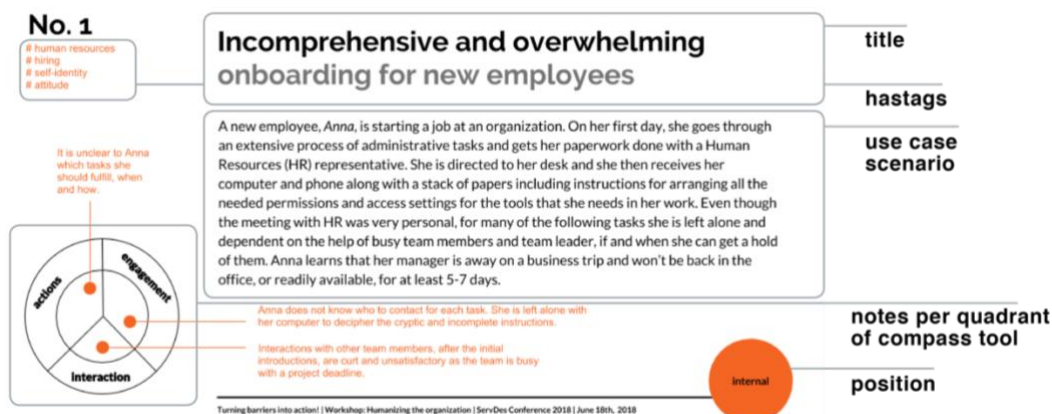 No. 1
# human resources
# hiring
# self-identity
# attitude
Incomprehensive and overwhelming
onboarding for new employees
title
hastags
use case
scenario
A new employee, Anna, is starting a job at an organization. On her first day, she goes through
an extensive process of administrative tasks and gets her paperwork done with a Human
Resources (HR) representative. She is directed to her desk and she then receives her
computer and phone along with a stack of papers including instructions for arranging all the
needed permissions and access settings for the tools that she needs in her work. Even though
the meeting with HR was very personal, for many of the following tasks she is left alone and
dependent on the help of busy team members and team leader, if and when she can get a hold
of them. Anna learns that her manager is away on a business trip and won't be back in the
office, or readily available, for at least 5-7 days.
It is unclear to Anna
which tasks she
should fulfill, when
and how.
actions
engagement
interaction
Anna does not know who to contact for each task. She is left alone with
her computer to decipher the cryptic and incomplete instructions.
Interactions with other team members, after the initial
introductions, are curt and unsatisfactory as the team is busy
with a project deadline.
notes per quadrant
of compass tool
internal
position
Turning barriers into action! | Workshop: Humanizing the organization | ServDes Conference 2018 | June 18th, 2018